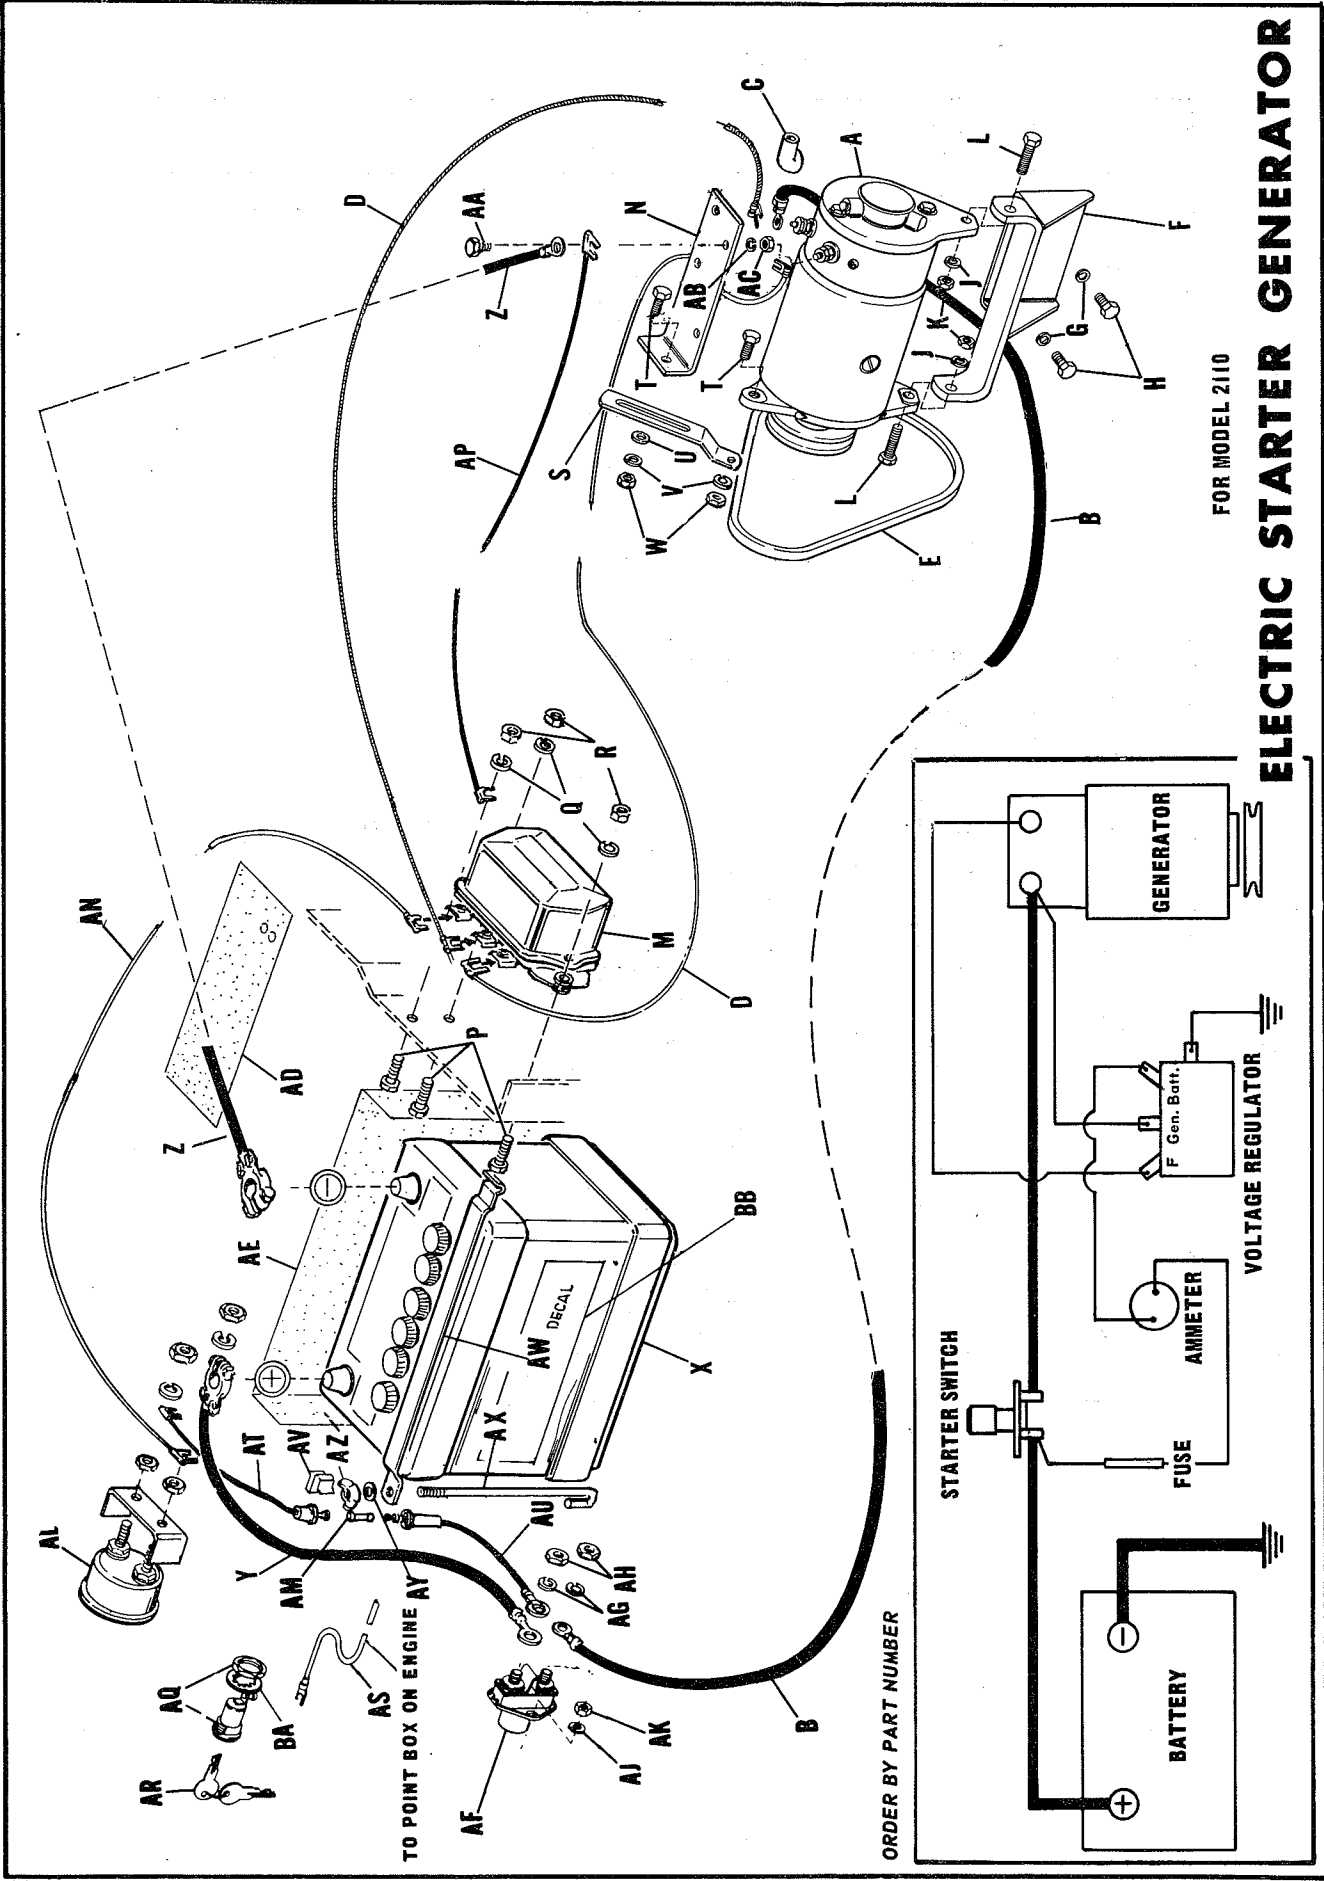 ELECTRIC STARTER GENERATOR
FOR MODEL 2110
AR
AQ
BA
AL
AN
AS
TO POINT BOX ON ENGINE
AF
AJ
AK
Y
AM
AT
AV
AZ
AY
AU
AG
AH
AE
+
−
Z
AD
P
AX
AW
DECAL
BB
X
B
D
M
Q
R
AP
D
Z
AA
N
S
T
T
AB
AC
U
V
W
C
A
L
L
E
K
J
J
F
G
H
B
ORDER BY PART NUMBER
BATTERY
+
−
STARTER SWITCH
FUSE
AMMETER
VOLTAGE REGULATOR
F Gen. Batt.
GENERATOR